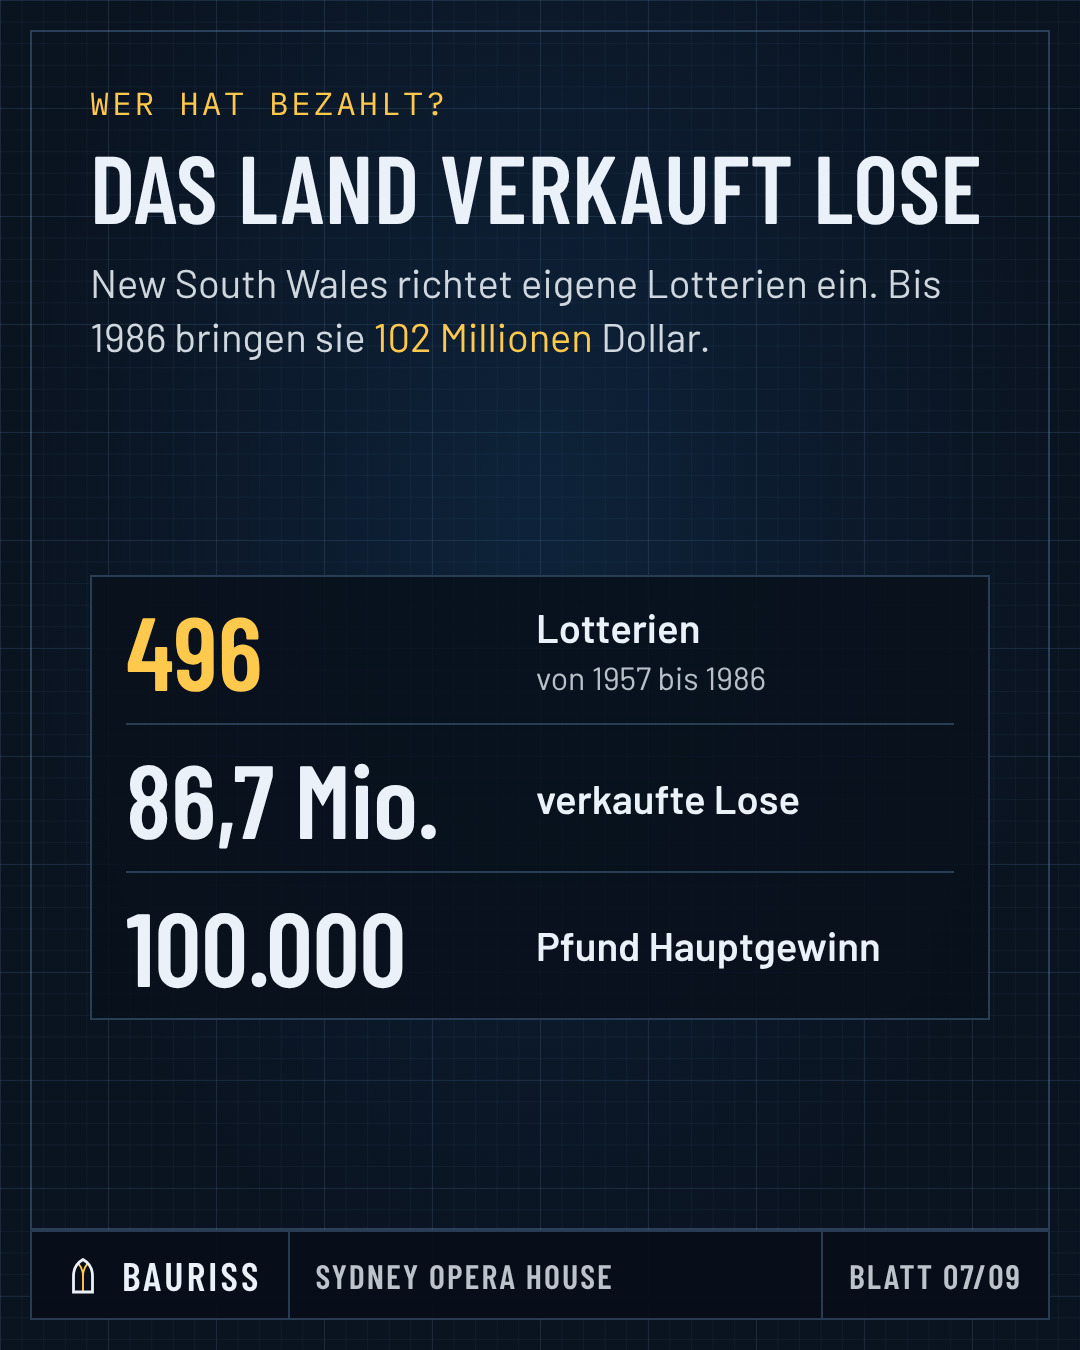 WER HAT BEZAHLT?
DAS LAND VERKAUFT LOSE
New South Wales richtet eigene Lotterien ein. Bis
1986 bringen sie 102 Millionen Dollar.
496
Lotterien
von 1957 bis 1986
86,7 Mio.
verkaufte Lose
100.000
Pfund Hauptgewinn
BAURISS
SYDNEY OPERA HOUSE
BLATT 07/09